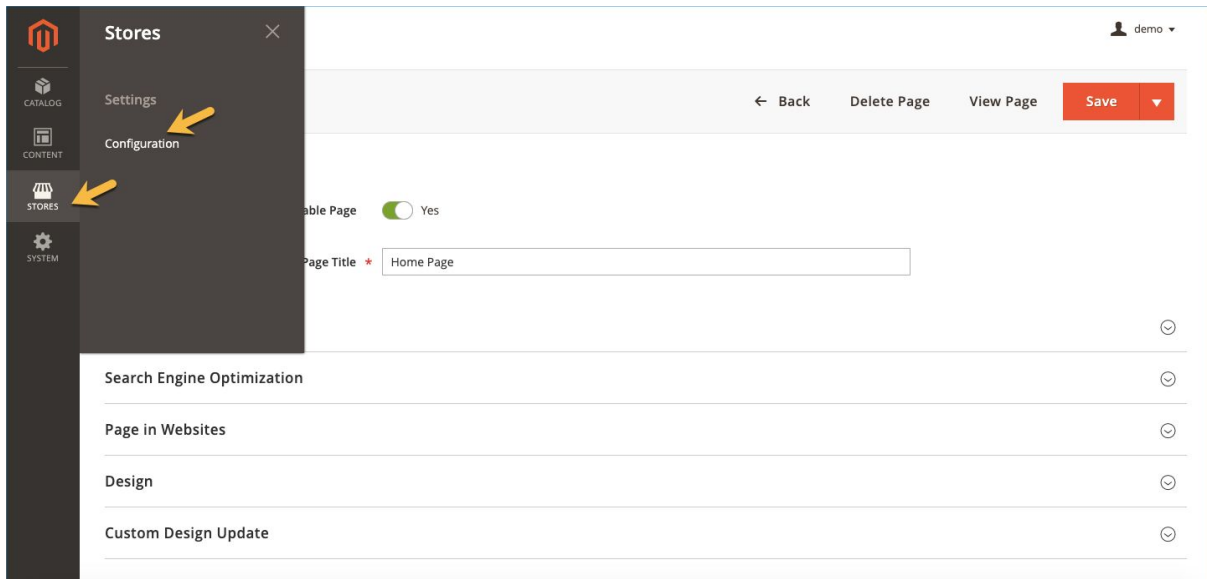 Stores
demo
CATALOG
Settings
Back
Delete Page
View Page
Save
CONTENT
Configuration
STORES
able Page
Yes
SYSTEM
Page Title *
Home Page
Search Engine Optimization
Page in Websites
Design
Custom Design Update